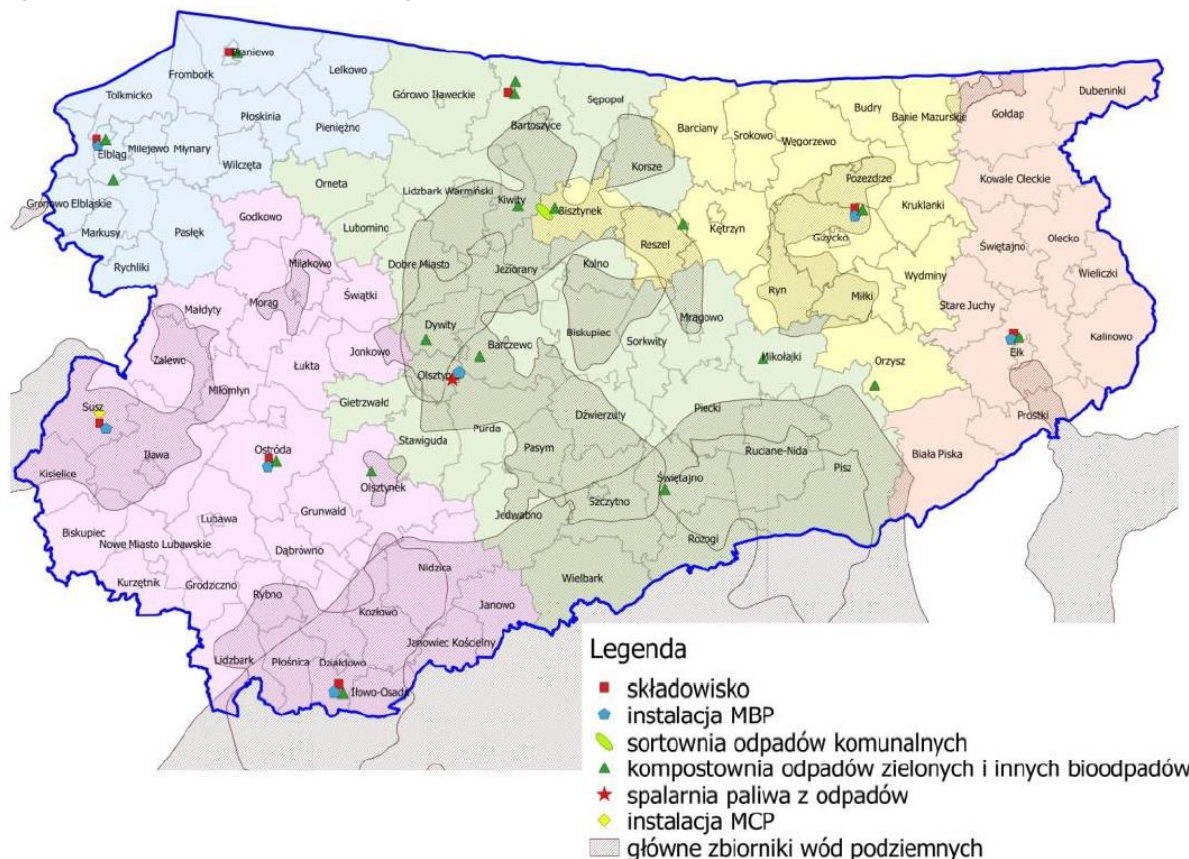 Braniewo
Frombork
Lelkowo
Tolkmicko
Płoskinia
Pieniężno
Elbląg
Milejewo
Młynary
Wilczęta
Gronowo Elbląskie
Markusy
Pasłęk
Rychliki
Górowo Iławeckie
Sępopol
Bartoszyce
Korsze
Orneta
Lidzbark Warmiński
Kiwity
Bisztynek
Lubomino
Dobre Miasto
Jeziorany
Reszel
Kolno
Barciany
Srokowo
Węgorzewo
Budry
Banie Mazurskie
Pozezdrze
Kruklanki
Kętrzyn
Giżycko
Wydminy
Ryn
Miłki
Orzysz
Gołdap
Dubeninki
Kowale Oleckie
Świętajno
Olecko
Wieliczki
Stare Juchy
Kalinowo
Ełk
Prostki
Biała Piska
Godkowo
Miłakowo
Morąg
Świątki
Małdyty
Zalewo
Miłomłyn
Łukta
Jonkowo
Dywity
Barczewo
Olsztyn
Biskupiec
Sorkwity
Mrągowo
Mikołajki
Gietrzwałd
Stawiguda
Purda
Dźwierzuty
Piecki
Pasym
Ruciane-Nida
Pisz
Świętajno
Szczytno
Jedwabno
Rozogi
Wielbark
Susz
Iława
Kisielice
Ostróda
Olsztynek
Biskupiec
Lubawa
Grunwald
Nowe Miasto Lubawskie
Dąbrówno
Kurzętnik
Grodziczno
Rybno
Nidzica
Kozłowo
Janowo
Janowiec Kościelny
Lidzbark
Płośnica
Działdowo
Iłowo-Osada
Legenda
składowisko
instalacja MBP
sortownia odpadów komunalnych
kompostownia odpadów zielonych i innych bioodpadów
spalarnia paliwa z odpadów
instalacja MCP
główne zbiorniki wód podziemnych